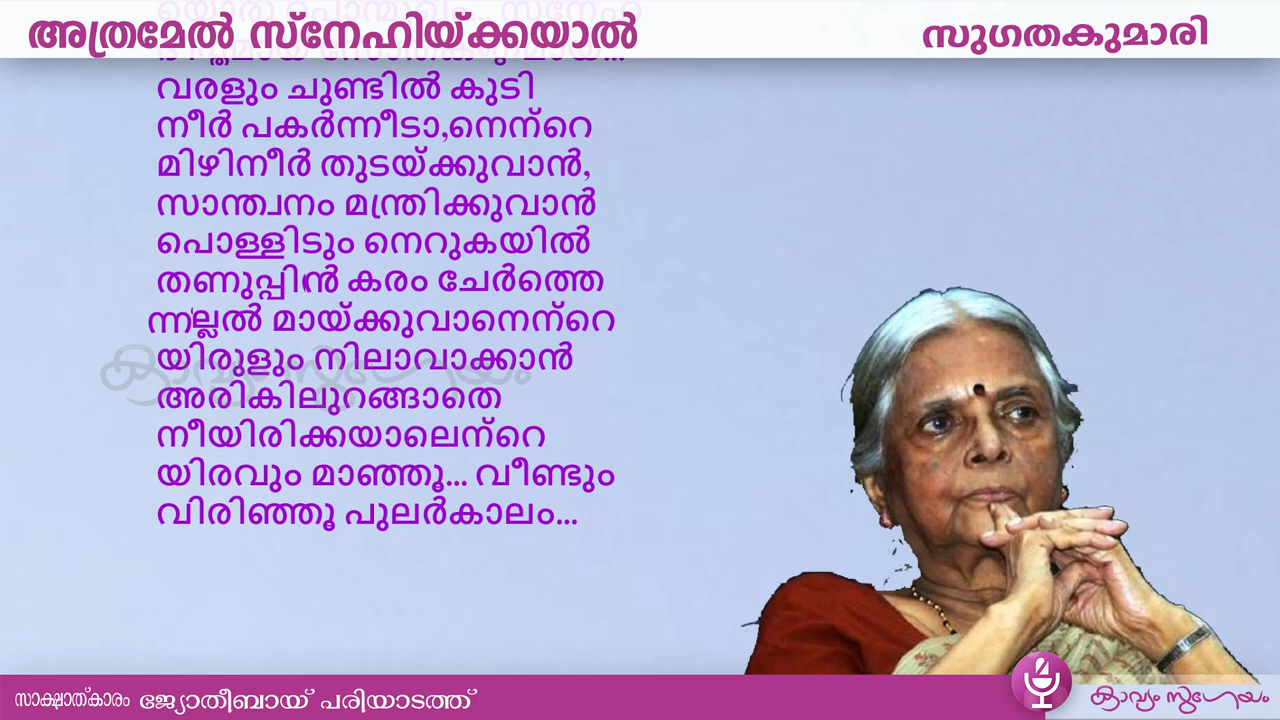 അത്രമേൽ സ്നേഹിയ്ക്കയാൽ
സുഗതകുമാരി
വരളും ചുണ്ടിൽ കുടി
നീർ പകർന്നീടാ,നെന്റെ
മിഴിനീർ തുടയ്ക്കുവാൻ,
സാന്ത്വനം മന്ത്രിക്കുവാൻ
പൊള്ളിടും നെറുകയിൽ
തണുപ്പിൻ കരം ചേർത്തെ
ന്നല്ലൽ മായ്ക്കുവാനെന്റെ
യിരുളും നിലാവാക്കാൻ
അരികിലുറങ്ങാതെ
നീയിരിക്കയാലെന്റെ
യിരവും മാഞ്ഞൂ... വീണ്ടും
വിരിഞ്ഞൂ പുലർകാലം...
കാവ്യം സുഗേയം
സാക്ഷാത്കാരം ജ്യോതീബായ് പരിയാടത്ത്
കാവ്യം സുഗേയം